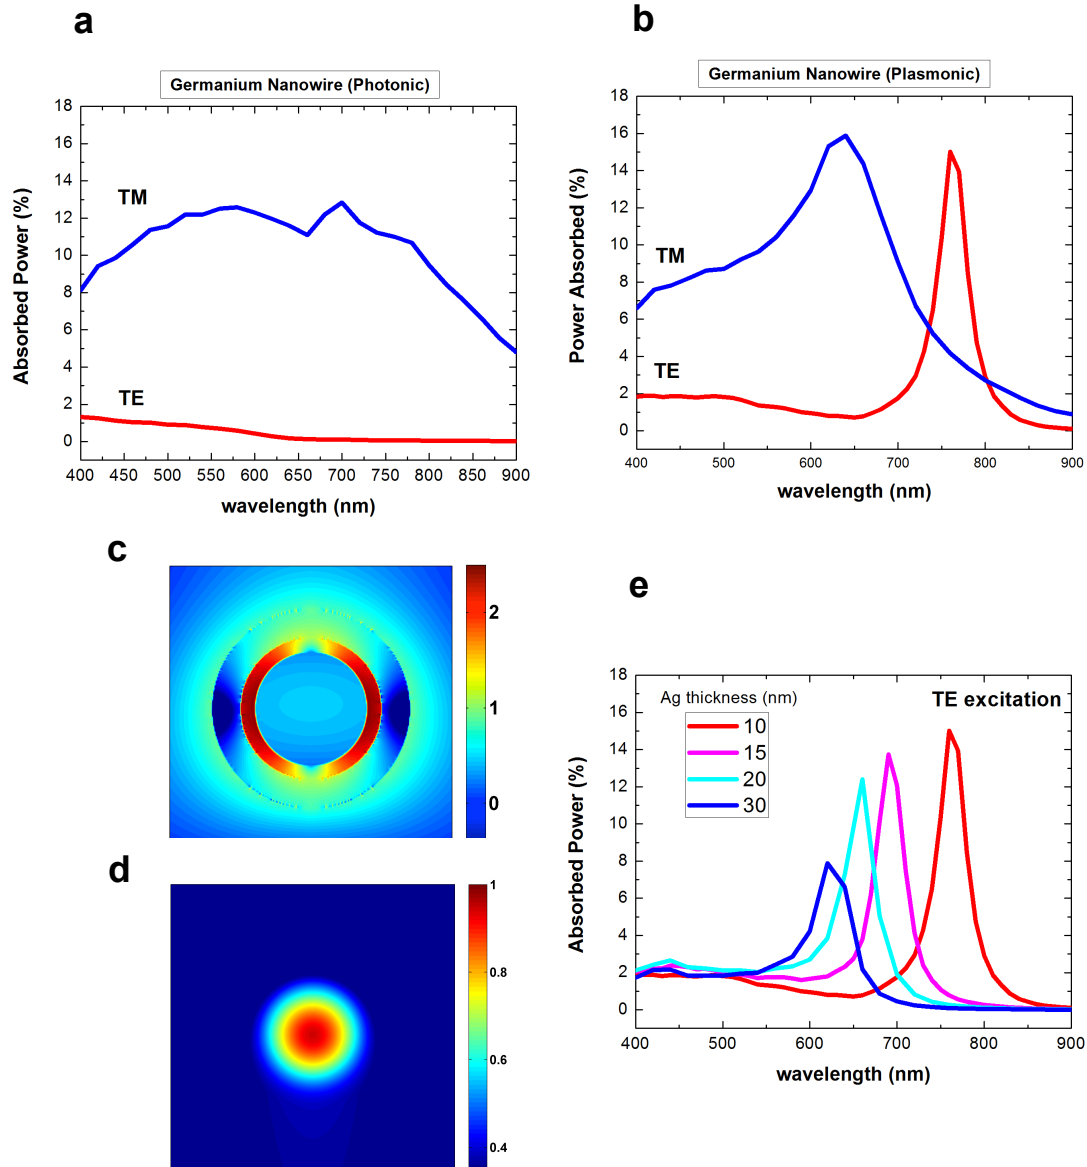 a
Germanium Nanowire (Photonic)
18
16
14
12
10
8
6
4
2
0
TM
TE
Absorbed Power (%)
400 450 500 550 600 650 700 750 800 850 900
wavelength (nm)
b
Germanium Nanowire (Plasmonic)
18
16
14
12
10
8
6
4
2
0
TM
TE
Power Absorbed (%)
400 500 600 700 800 900
wavelength (nm)
c
2
1
0
d
1
0.8
0.6
0.4
e
18
16
14
12
10
8
6
4
2
0
Ag thickness (nm)
10
15
20
30
TE excitation
Absorbed Power (%)
400 500 600 700 800 900
wavelength (nm)